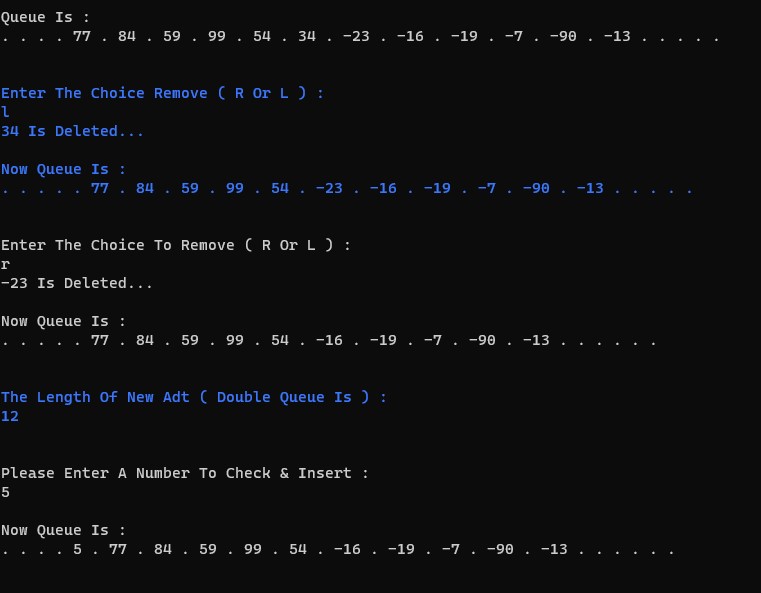 Queue Is :
. . . . 77 . 84 . 59 . 99 . 54 . 34 . -23 . -16 . -19 . -7 . -90 . -13 . . . . .
Enter The Choice Remove ( R Or L ) :
l
34 Is Deleted...
Now Queue Is :
. . . . . 77 . 84 . 59 . 99 . 54 . -23 . -16 . -19 . -7 . -90 . -13 . . . . .
Enter The Choice To Remove ( R Or L ) :
r
-23 Is Deleted...
Now Queue Is :
. . . . . 77 . 84 . 59 . 99 . 54 . -16 . -19 . -7 . -90 . -13 . . . . . .
The Length Of New Adt ( Double Queue Is ) :
12
Please Enter A Number To Check & Insert :
5
Now Queue Is :
. . . . 5 . 77 . 84 . 59 . 99 . 54 . -16 . -19 . -7 . -90 . -13 . . . . . .